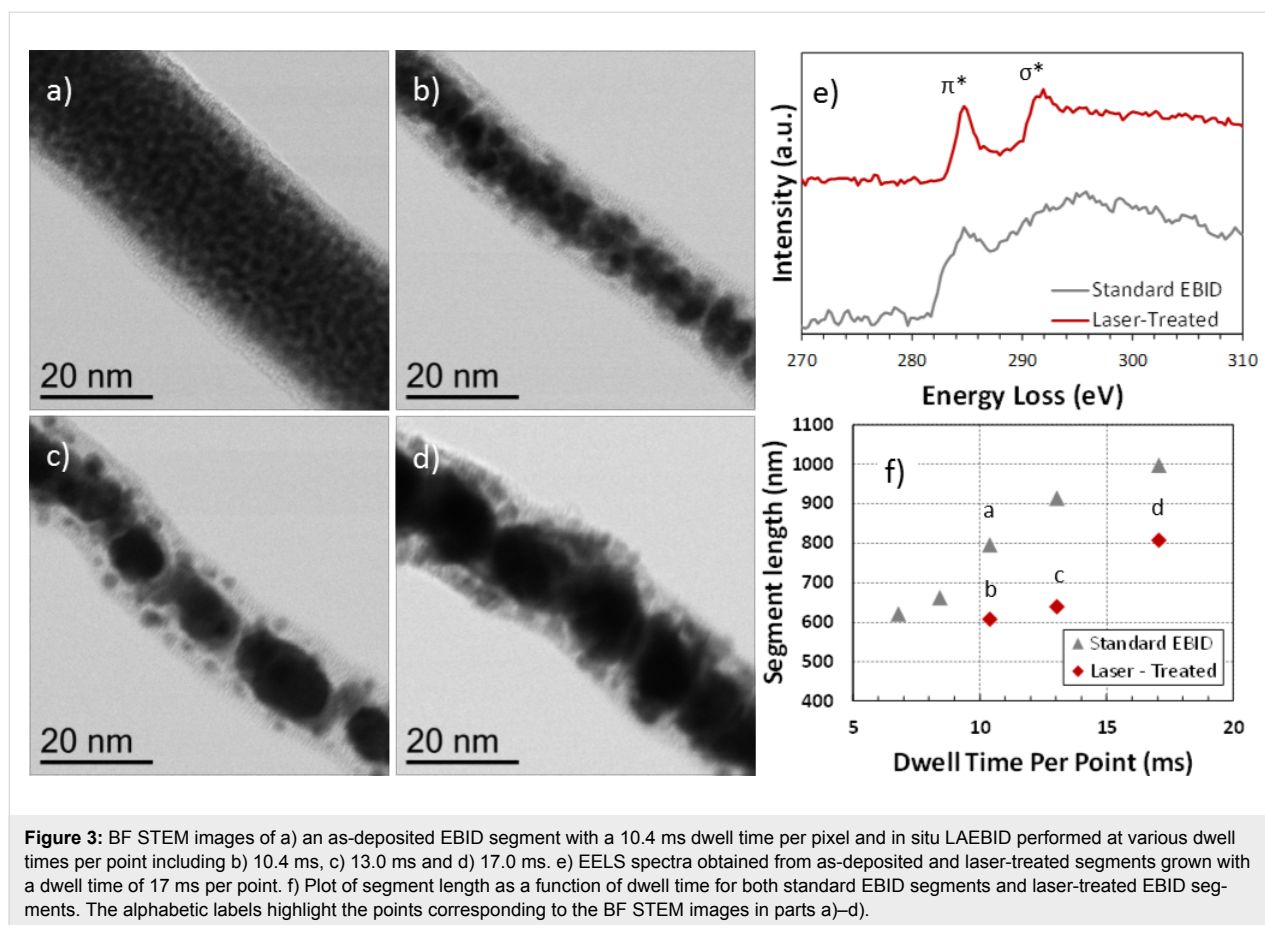 a)
20 nm
b)
20 nm
c)
20 nm
d)
20 nm
e)
π*
σ*
Intensity (a.u.)
Standard EBID
Laser-Treated
270 280 290 300 310
Energy Loss (eV)
f)
Segment length (nm)
1100
1000
900
800
700
600
500
400
a
b
c
d
Standard EBID
Laser - Treated
5 10 15 20
Dwell Time Per Point (ms)
Figure 3: BF STEM images of a) an as-deposited EBID segment with a 10.4 ms dwell time per pixel and in situ LAEBID performed at various dwell
times per point including b) 10.4 ms, c) 13.0 ms and d) 17.0 ms. e) EELS spectra obtained from as-deposited and laser-treated segments grown with
a dwell time of 17 ms per point. f) Plot of segment length as a function of dwell time for both standard EBID segments and laser-treated EBID seg-
ments. The alphabetic labels highlight the points corresponding to the BF STEM images in parts a)–d).